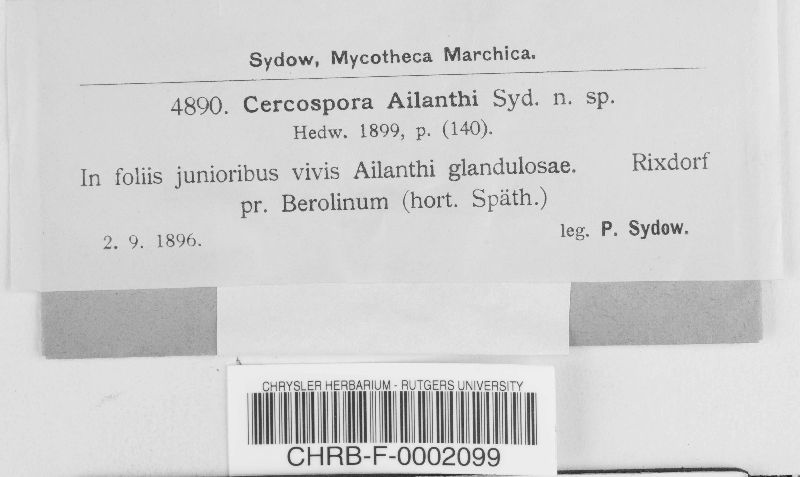 Sydow, Mycotheca Marchica.
4890. Cercospora Ailanthi Syd. n. sp.
Hedw. 1899, p. (140).
In foliis junioribus vivis Ailanthi glandulosae. Rixdorf
pr. Berolinum (hort. Späth.)
2. 9. 1896. leg. P. Sydow.
CHRYSLER HERBARIUM - RUTGERS UNIVERSITY
CHRB-F-0002099